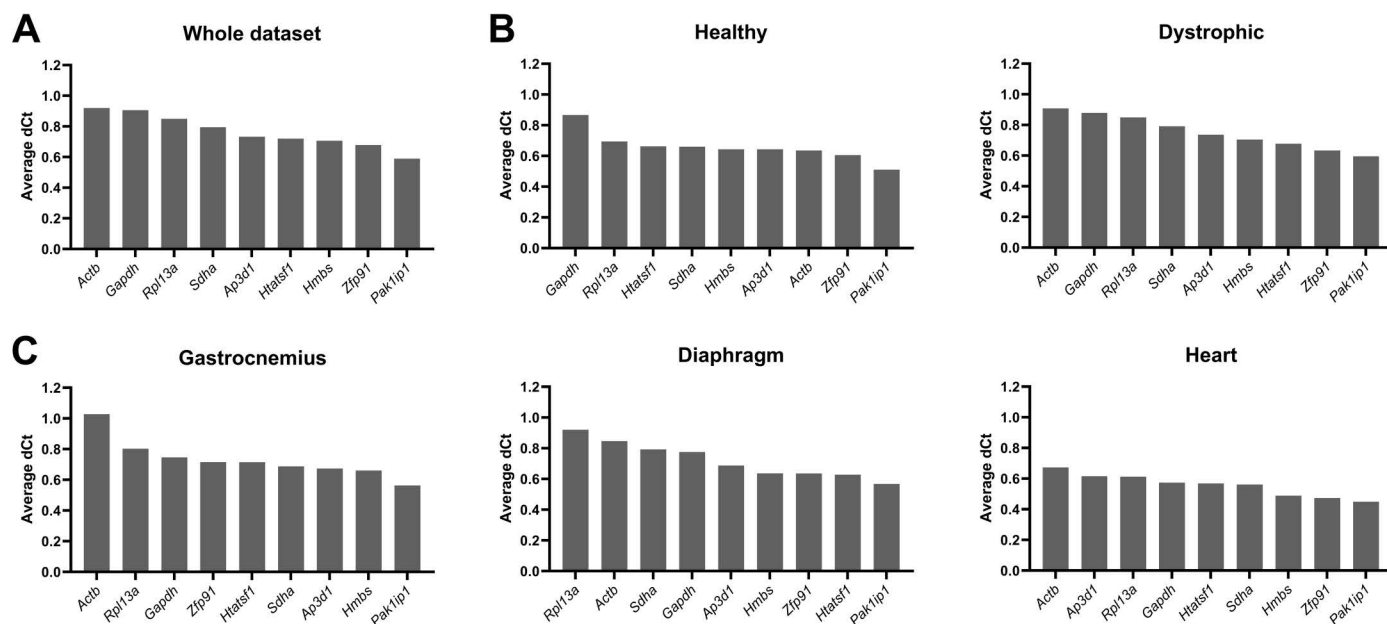 A
Whole dataset
Average dCt
1.2
1.0
0.8
0.6
0.4
0.2
0.0
Actb
Gapdh
Rpl13a
Sdha
Ap3d1
Htatsf1
Hmbs
Zfp91
Pak1ip1
B
Healthy
Average dCt
1.2
1.0
0.8
0.6
0.4
0.2
0.0
Gapdh
Rpl13a
Htatsf1
Sdha
Hmbs
Ap3d1
Actb
Zfp91
Pak1ip1
Dystrophic
Average dCt
1.2
1.0
0.8
0.6
0.4
0.2
0.0
Actb
Gapdh
Rpl13a
Sdha
Ap3d1
Hmbs
Htatsf1
Zfp91
Pak1ip1
C
Gastrocnemius
Average dCt
1.2
1.0
0.8
0.6
0.4
0.2
0.0
Actb
Rpl13a
Gapdh
Zfp91
Htatsf1
Sdha
Ap3d1
Hmbs
Pak1ip1
Diaphragm
Average dCt
1.2
1.0
0.8
0.6
0.4
0.2
0.0
Rpl13a
Actb
Sdha
Gapdh
Ap3d1
Hmbs
Zfp91
Htatsf1
Pak1ip1
Heart
Average dCt
1.2
1.0
0.8
0.6
0.4
0.2
0.0
Actb
Ap3d1
Rpl13a
Gapdh
Htatsf1
Sdha
Hmbs
Zfp91
Pak1ip1